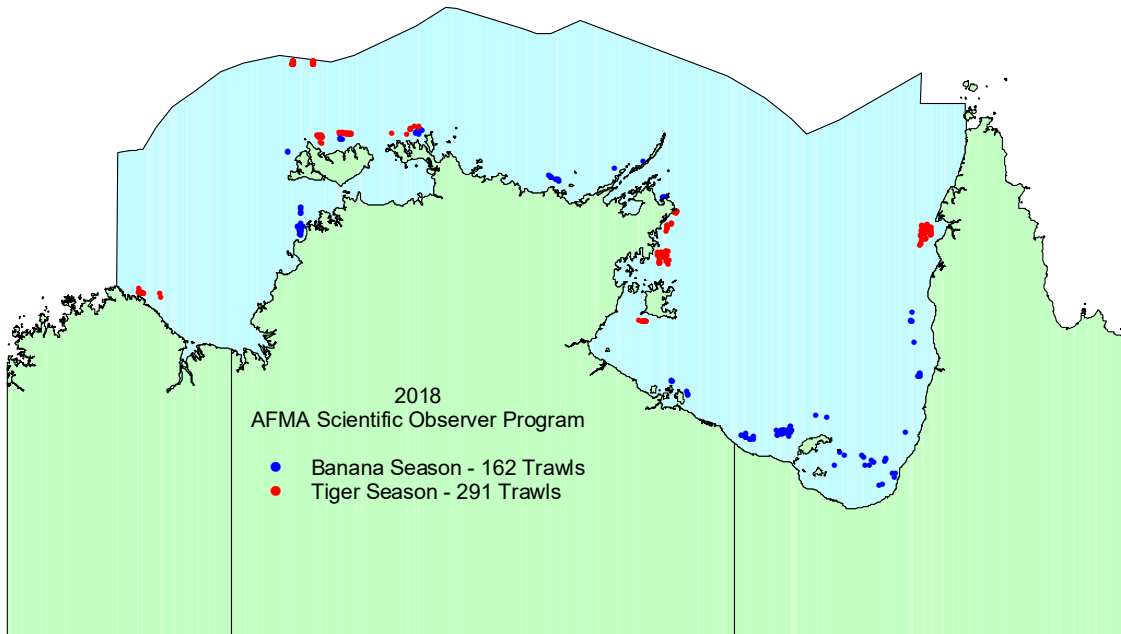 2018
AFMA Scientific Observer Program
Banana Season - 162 Trawls
Tiger Season - 291 Trawls